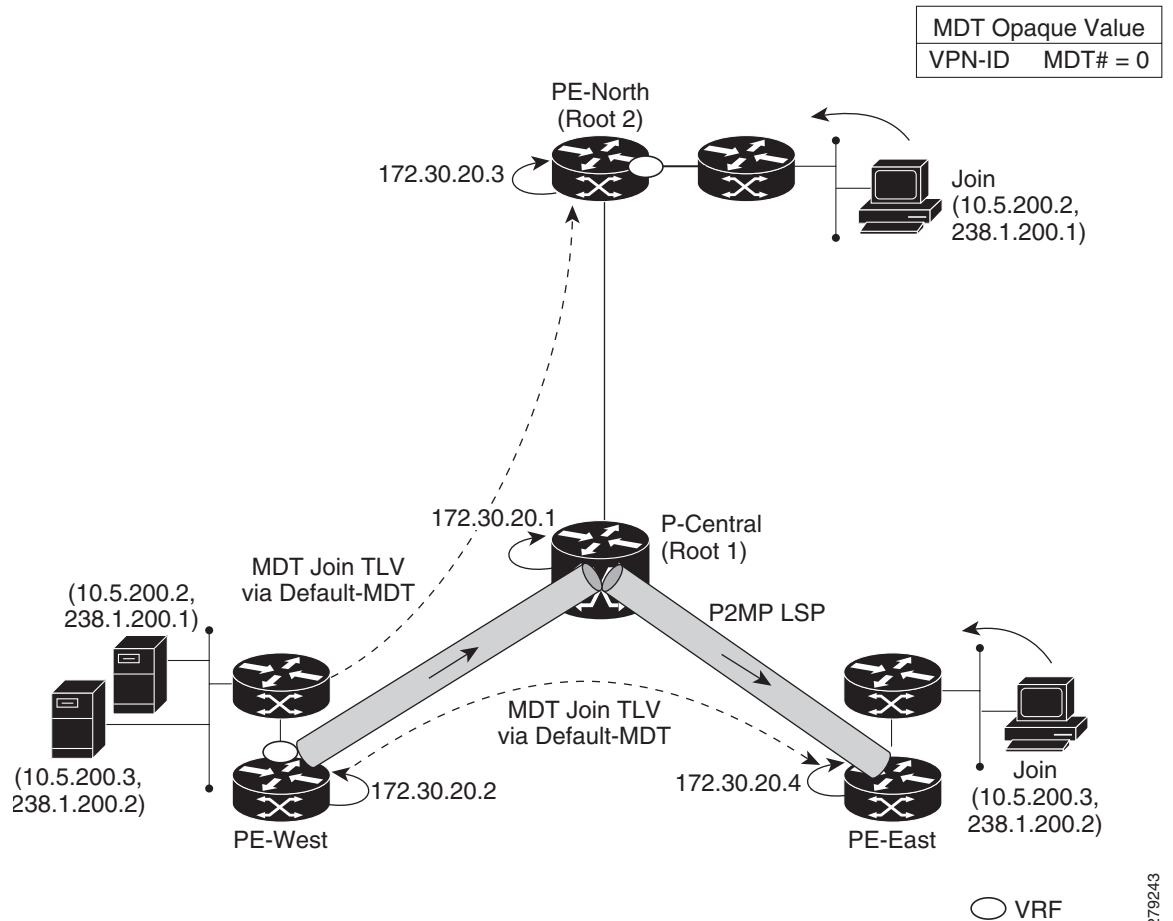 MDT Opaque Value
VPN-ID MDT# = 0
PE-North
(Root 2)
172.30.20.3
Join
(10.5.200.2,
238.1.200.1)
172.30.20.1
P-Central
(Root 1)
MDT Join TLV
via Default-MDT
(10.5.200.2,
238.1.200.1)
P2MP LSP
MDT Join TLV
via Default-MDT
(10.5.200.3,
238.1.200.2)
172.30.20.2
PE-West
172.30.20.4
PE-East
Join
(10.5.200.3,
238.1.200.2)
VRF
279243